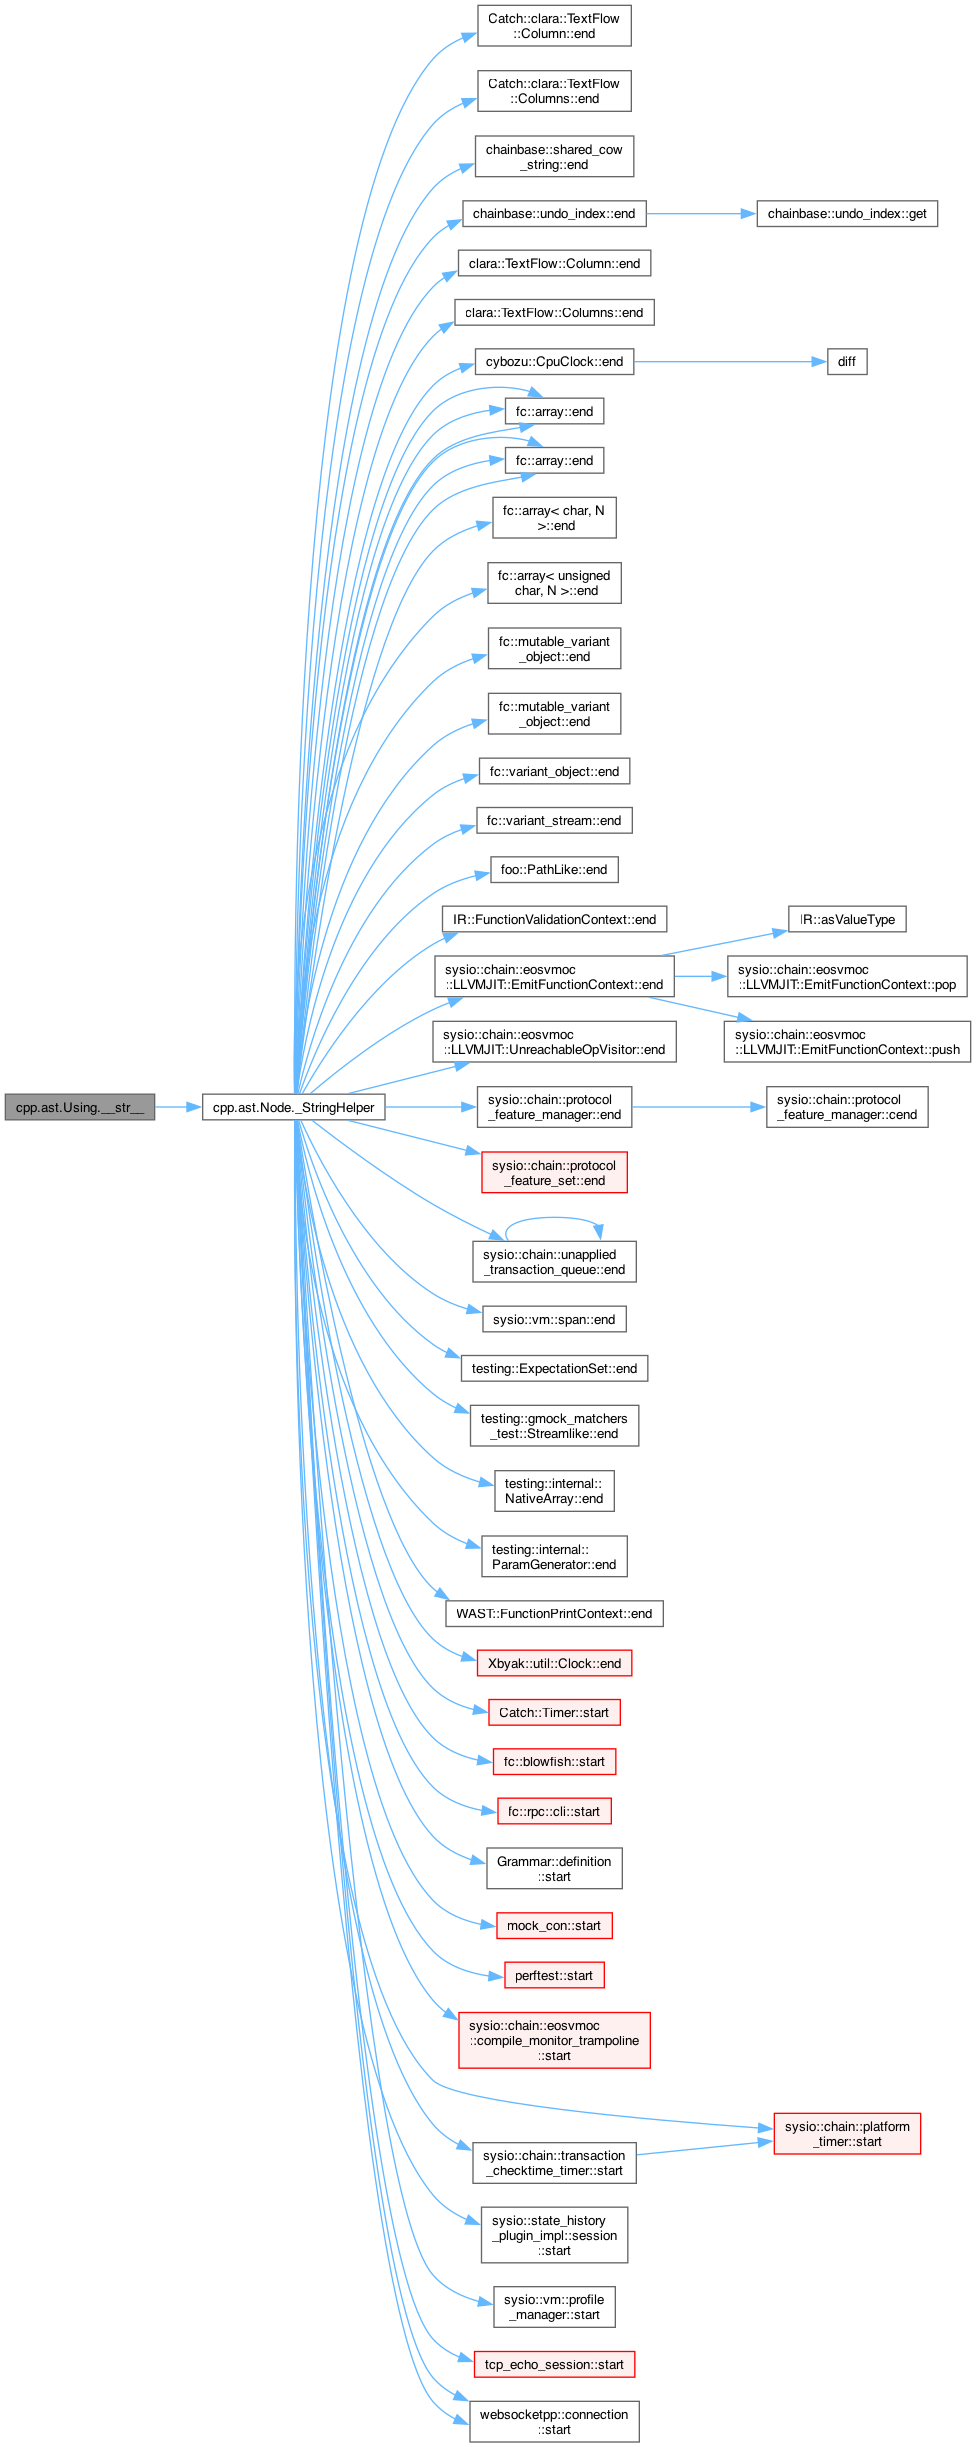 Catch::clara::TextFlow
::Column::end
Catch::clara::TextFlow
::Columns::end
chainbase::shared_cow
_string::end
chainbase::undo_index::end
chainbase::undo_index::get
clara::TextFlow::Column::end
clara::TextFlow::Columns::end
cybozu::CpuClock::end
diff
fc::array::end
fc::array::end
fc::array< char, N
>::end
fc::array< unsigned
char, N >::end
fc::mutable_variant
_object::end
fc::mutable_variant
_object::end
fc::variant_object::end
fc::variant_stream::end
foo::PathLike::end
IR::FunctionValidationContext::end
IR::asValueType
sysio::chain::eosvmoc
::LLVMJIT::EmitFunctionContext::end
sysio::chain::eosvmoc
::LLVMJIT::EmitFunctionContext::pop
sysio::chain::eosvmoc
::LLVMJIT::UnreachableOpVisitor::end
sysio::chain::eosvmoc
::LLVMJIT::EmitFunctionContext::push
cpp.ast.Using.__str__
cpp.ast.Node._StringHelper
sysio::chain::protocol
_feature_manager::end
sysio::chain::protocol
_feature_manager::cend
sysio::chain::protocol
_feature_set::end
sysio::chain::unapplied
_transaction_queue::end
sysio::vm::span::end
testing::ExpectationSet::end
testing::gmock_matchers
_test::Streamlike::end
testing::internal::
NativeArray::end
testing::internal::
ParamGenerator::end
WAST::FunctionPrintContext::end
Xbyak::util::Clock::end
Catch::Timer::start
fc::blowfish::start
fc::rpc::cli::start
Grammar::definition
::start
mock_con::start
perftest::start
sysio::chain::eosvmoc
::compile_monitor_trampoline
::start
sysio::chain::platform
_timer::start
sysio::chain::transaction
_checktime_timer::start
sysio::state_history
_plugin_impl::session
::start
sysio::vm::profile
_manager::start
tcp_echo_session::start
websocketpp::connection
::start